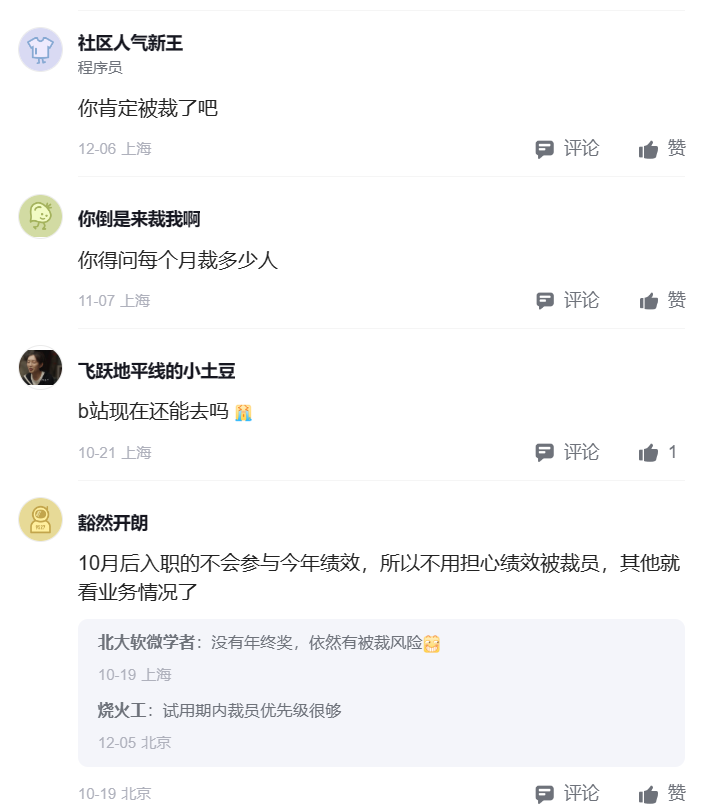 社区人气新王
程序员
你肯定被裁了吧
12-06 上海
评论 赞
你倒是来裁我啊
你得问每个月裁多少人
11-07 上海
评论 赞
飞跃地平线的小土豆
b站现在还能去吗😭
10-21 上海
评论 1
豁然开朗
10月后入职的不会参与今年绩效，所以不用担心绩效被裁员，其他就
看业务情况了
北大软微学者：没有年终奖，依然有被裁风险😁
10-19 上海
烧火工：试用期内裁员优先级很够
12-05 北京
10-19 北京
评论 赞